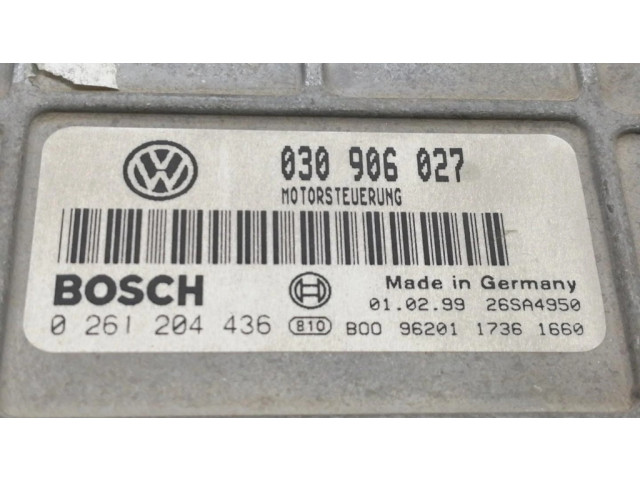 030 906 027
MOTORSTEUERUNG
BOSCH
Made in Germany
01.02.99 26SA4950
0 261 204 436 B10 B00 96201 1736 1660